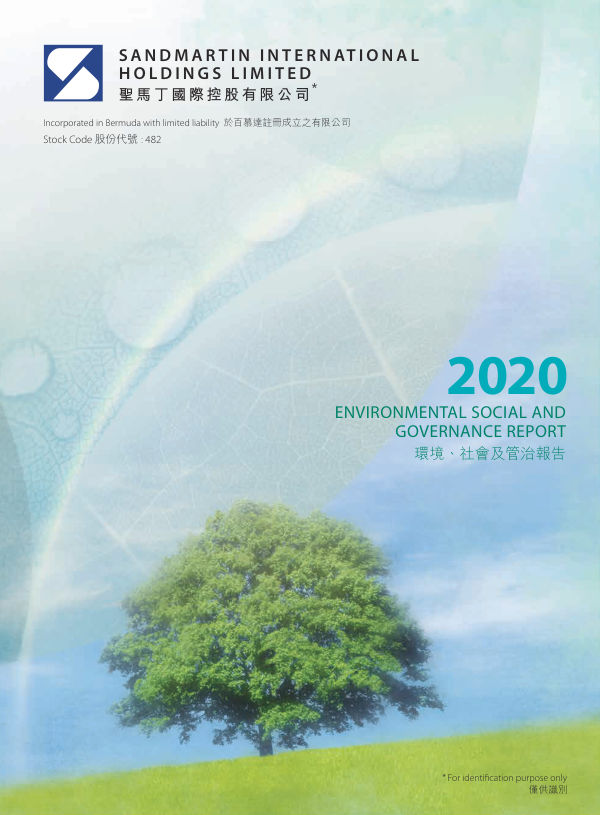 SANDMARTIN INTERNATIONAL
HOLDINGS LIMITED
聖馬丁國際控股有限公司*
Incorporated in Bermuda with limited liability 於百慕達註冊成立之有限公司
Stock Code 股份代號 : 482
2020
ENVIRONMENTAL SOCIAL AND
GOVERNANCE REPORT
環境、社會及管治報告
* For identification purpose only
僅供識別